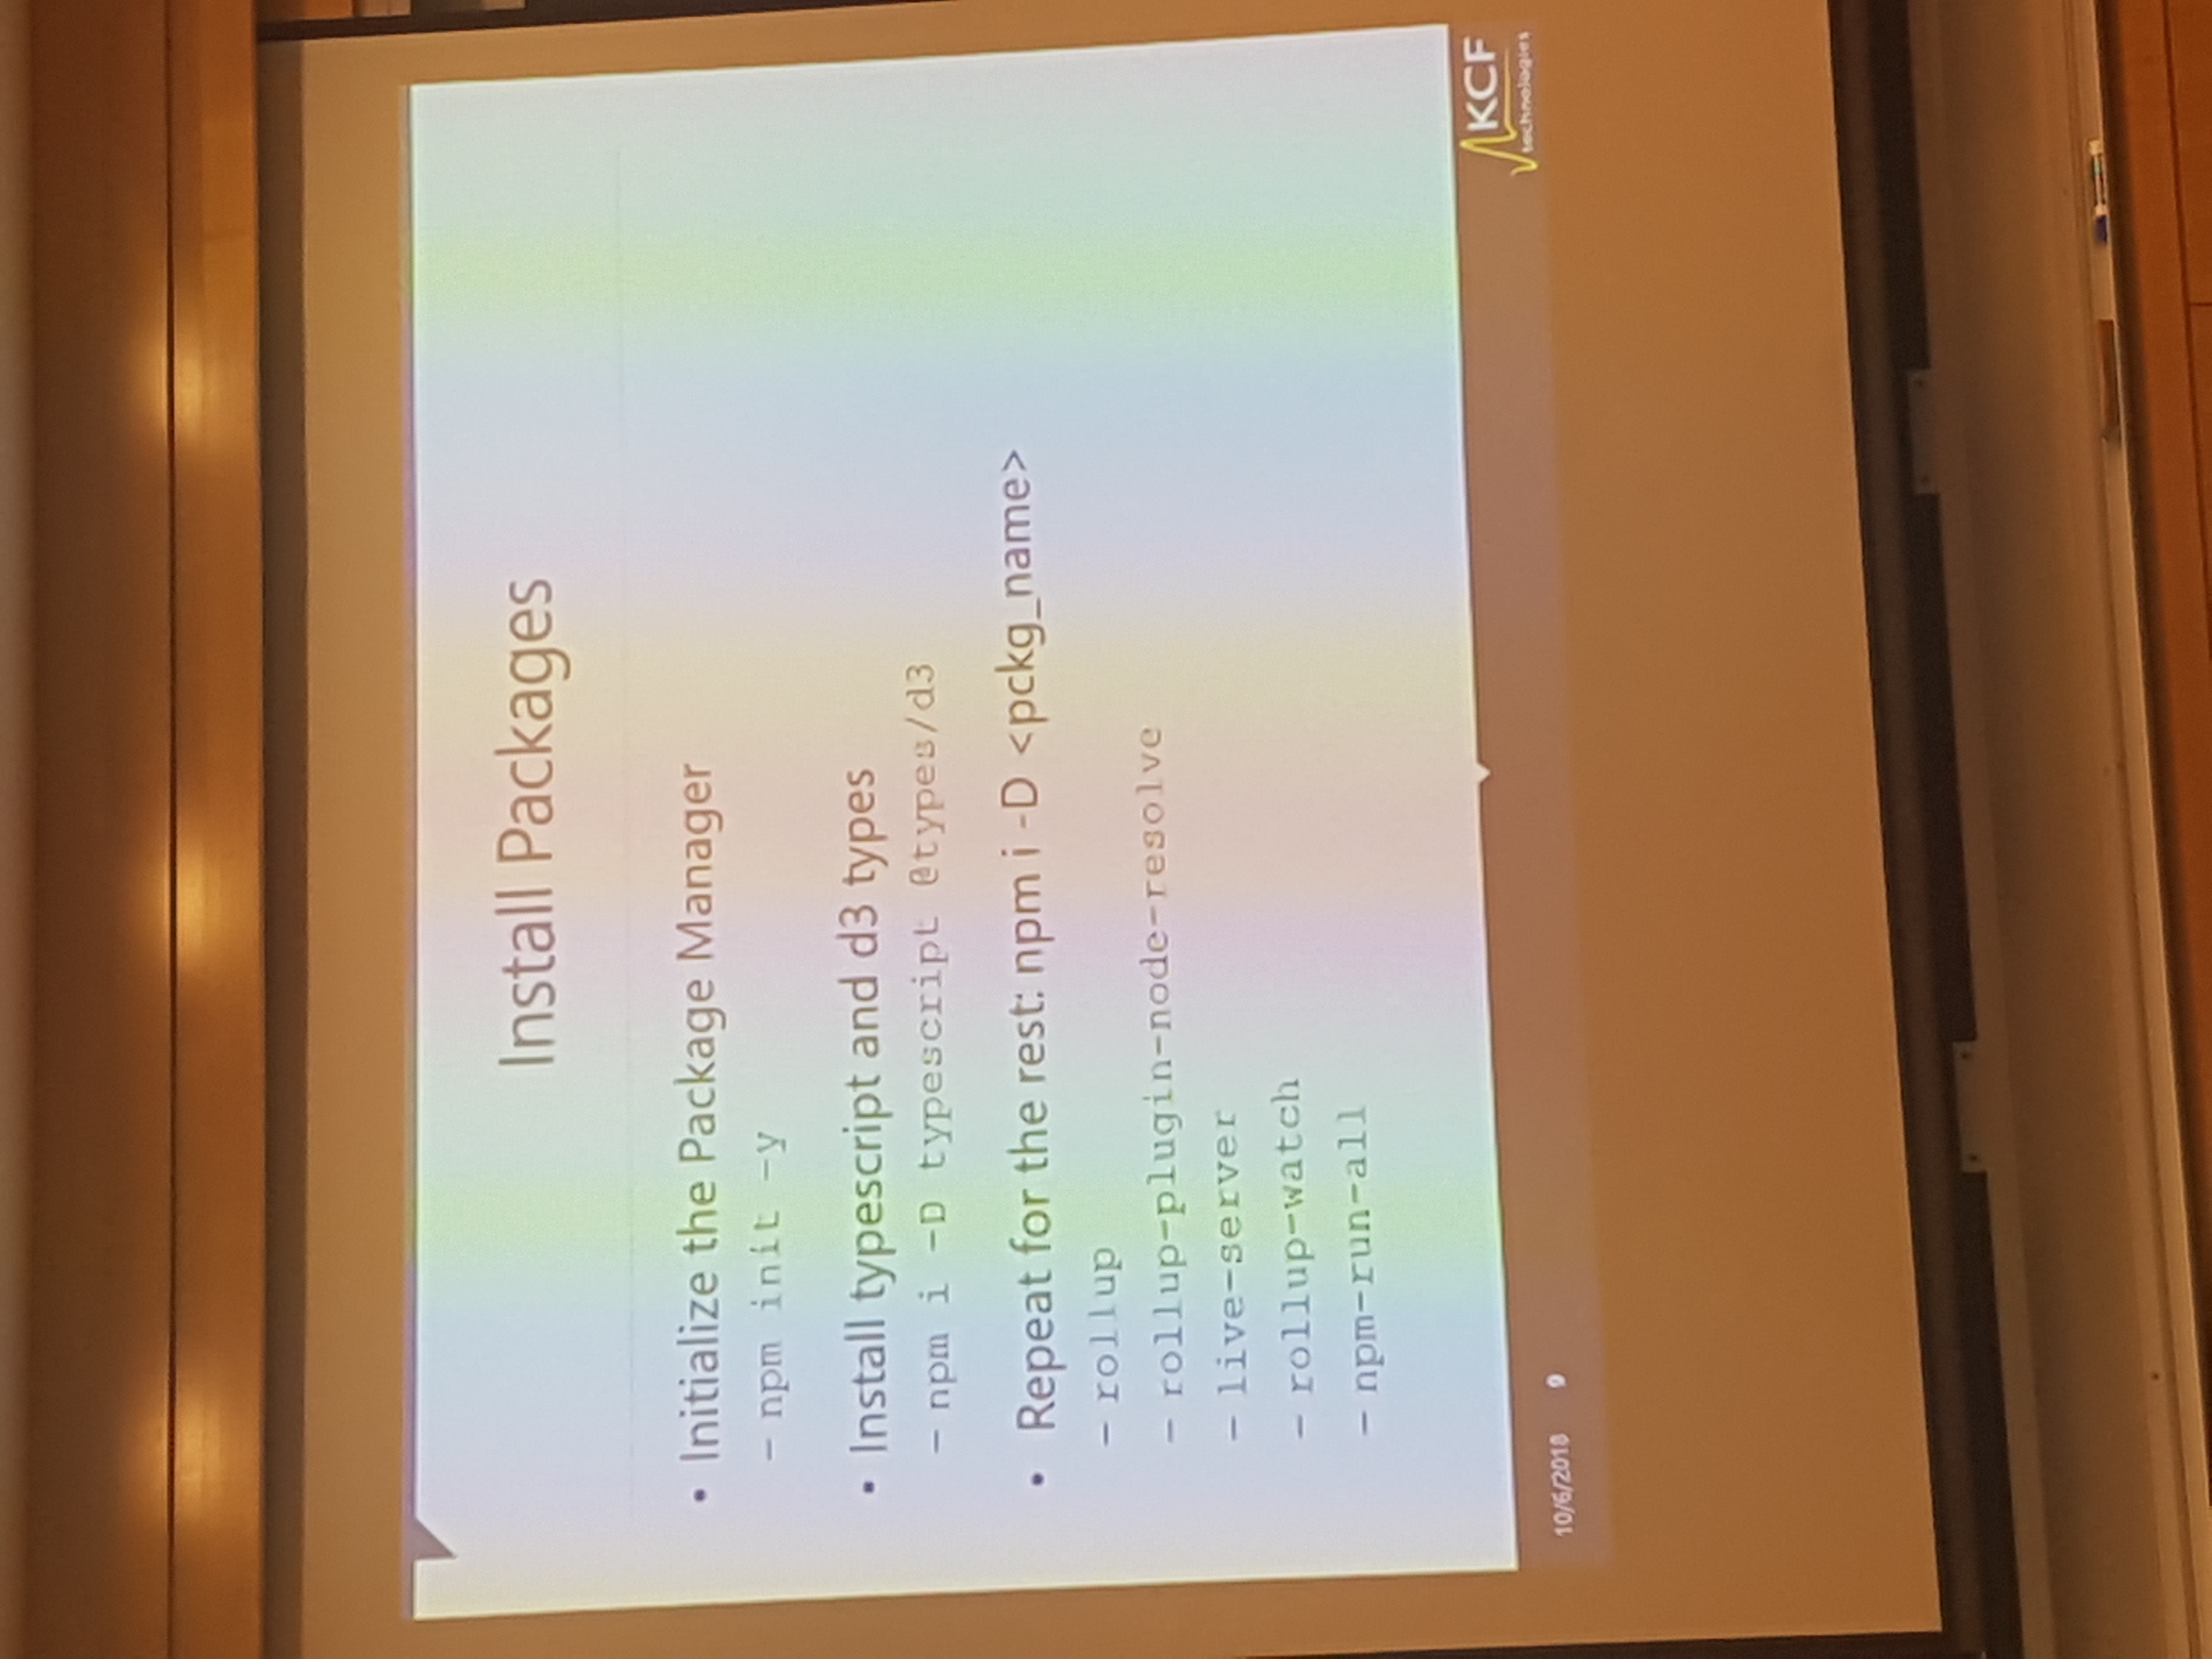 Install Packages
• Initialize the Package Manager
– npm init -y
• Install typescript and d3 types
– npm i -D typescript @types/d3
• Repeat for the rest: npm i -D <pckg_name>
– rollup
– rollup-plugin-node-resolve
– live-server
– rollup-watch
– npm-run-all
KCF
technologies
10/6/2018 9